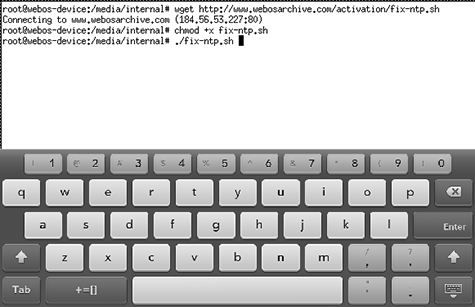 root@webos-device:/media/internal# wget http://www.webosarchive.com/activation/fix-ntp.sh
Connecting to www.webosarchive.com (184.56.53.227:80)
root@webos-device:/media/internal# chmod +x fix-ntp.sh
root@webos-device:/media/internal# ./fix-ntp.sh
! 1 @ 2 # 3 $ 4 % 5 ^ 6 & 7 * 8 ( 9 ) 0
q w e r t y u i o p
a s d f g h j k l Enter
z x c v b n m / , ? .
Tab +=[]